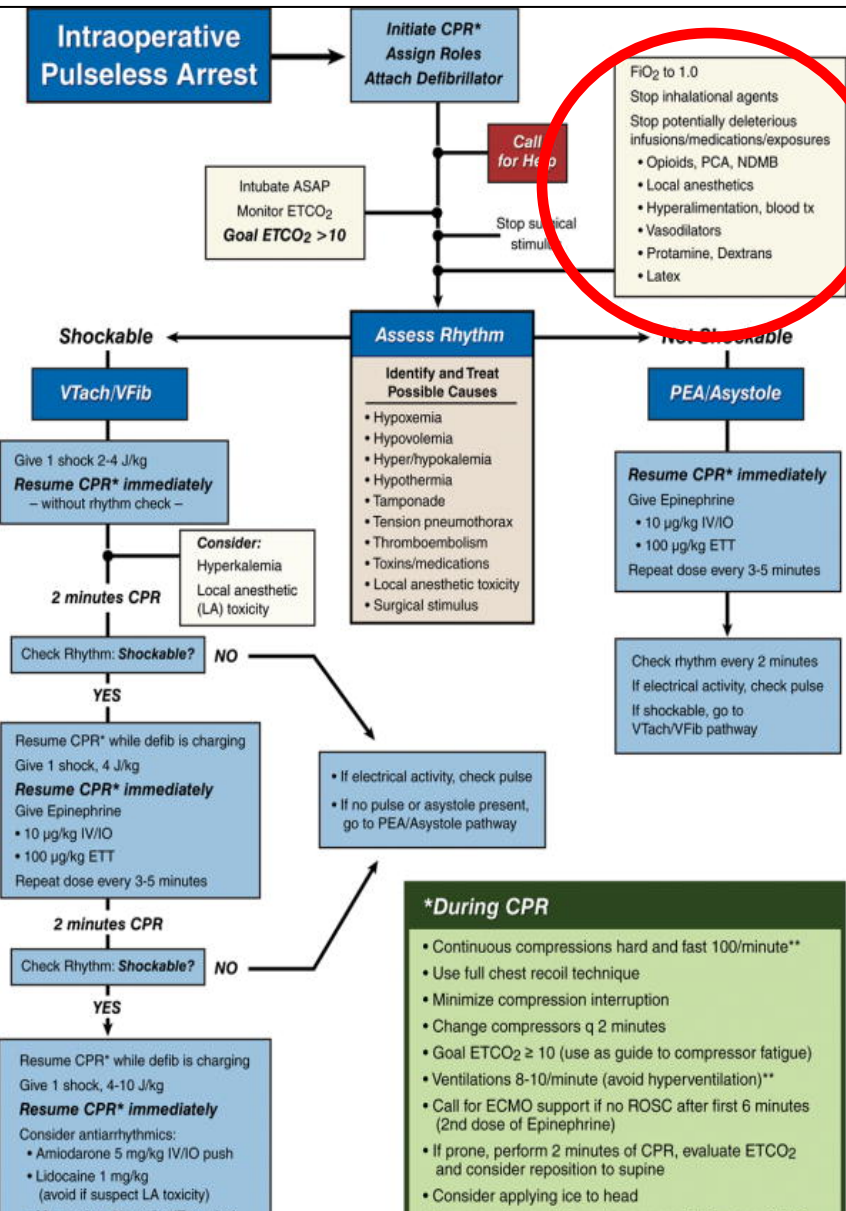 Intraoperative
Pulseless Arrest
Initiate CPR*
Assign Roles
Attach Defibrillator
Call
for Help
FiO2 to 1.0
Stop inhalational agents
Stop potentially deleterious
infusions/medications/exposures
• Opioids, PCA, NDMB
• Local anesthetics
• Hyperalimentation, blood tx
• Vasodilators
• Protamine, Dextrans
• Latex
Intubate ASAP
Monitor ETCO2
Goal ETCO2 >10
Stop surgical
stimulus
Shockable
Assess Rhythm
Not Shockable
Identify and Treat
Possible Causes
• Hypoxemia
• Hypovolemia
• Hyper/hypokalemia
• Hypothermia
• Tamponade
• Tension pneumothorax
• Thromboembolism
• Toxins/medications
• Local anesthetic toxicity
• Surgical stimulus
VTach/VFib
Give 1 shock 2-4 J/kg
Resume CPR* immediately
– without rhythm check –
Consider:
Hyperkalemia
Local anesthetic
(LA) toxicity
2 minutes CPR
Check Rhythm: Shockable?
NO
YES
Resume CPR* while defib is charging
Give 1 shock, 4 J/kg
Resume CPR* immediately
Give Epinephrine
• 10 µg/kg IV/IO
• 100 µg/kg ETT
Repeat dose every 3-5 minutes
2 minutes CPR
Check Rhythm: Shockable?
NO
YES
Resume CPR* while defib is charging
Give 1 shock, 4-10 J/kg
Resume CPR* immediately
Consider antiarrhythmics:
• Amiodarone 5 mg/kg IV/IO push
• Lidocaine 1 mg/kg
(avoid if suspect LA toxicity)
• If electrical activity, check pulse
• If no pulse or asystole present,
go to PEA/Asystole pathway
PEA/Asystole
Resume CPR* immediately
Give Epinephrine
• 10 µg/kg IV/IO
• 100 µg/kg ETT
Repeat dose every 3-5 minutes
Check rhythm every 2 minutes
If electrical activity, check pulse
If shockable, go to
VTach/VFib pathway
*During CPR
• Continuous compressions hard and fast 100/minute**
• Use full chest recoil technique
• Minimize compression interruption
• Change compressors q 2 minutes
• Goal ETCO2 ≥ 10 (use as guide to compressor fatigue)
• Ventilations 8-10/minute (avoid hyperventilation)**
• Call for ECMO support if no ROSC after first 6 minutes
(2nd dose of Epinephrine)
• If prone, perform 2 minutes of CPR, evaluate ETCO2
and consider reposition to supine
• Consider applying ice to head